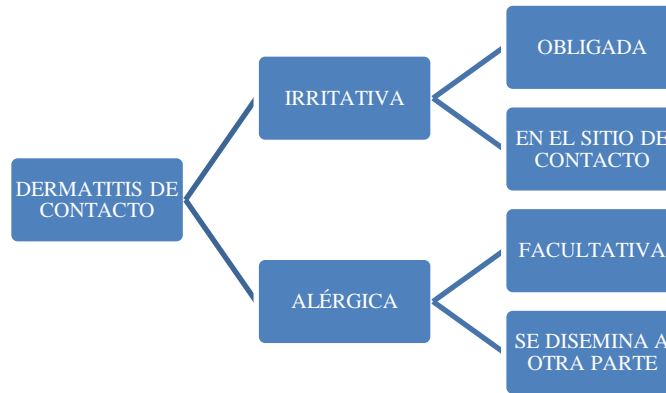 OBLIGADA
IRRITATIVA
EN EL SITIO DE
CONTACTO
DERMATITIS DE
CONTACTO
FACULTATIVA
ALÉRGICA
SE DISEMINA A
OTRA PARTE